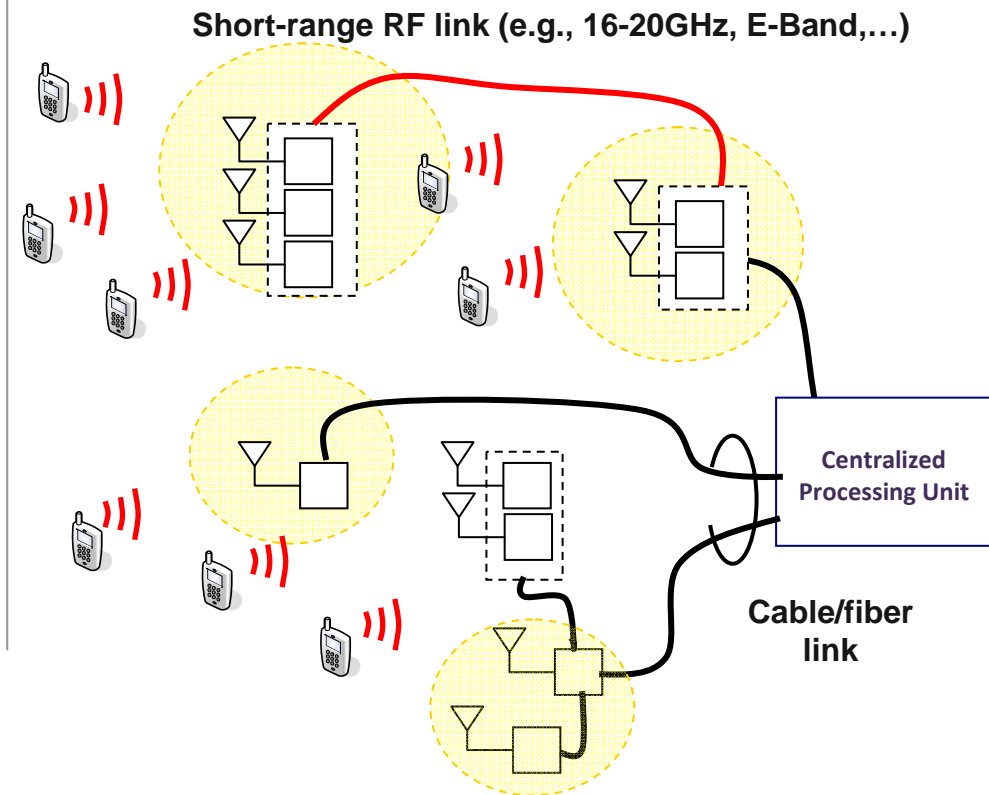 Short-range RF link (e.g., 16-20GHz, E-Band,…)
Centralized
Processing Unit
Cable/fiber
link